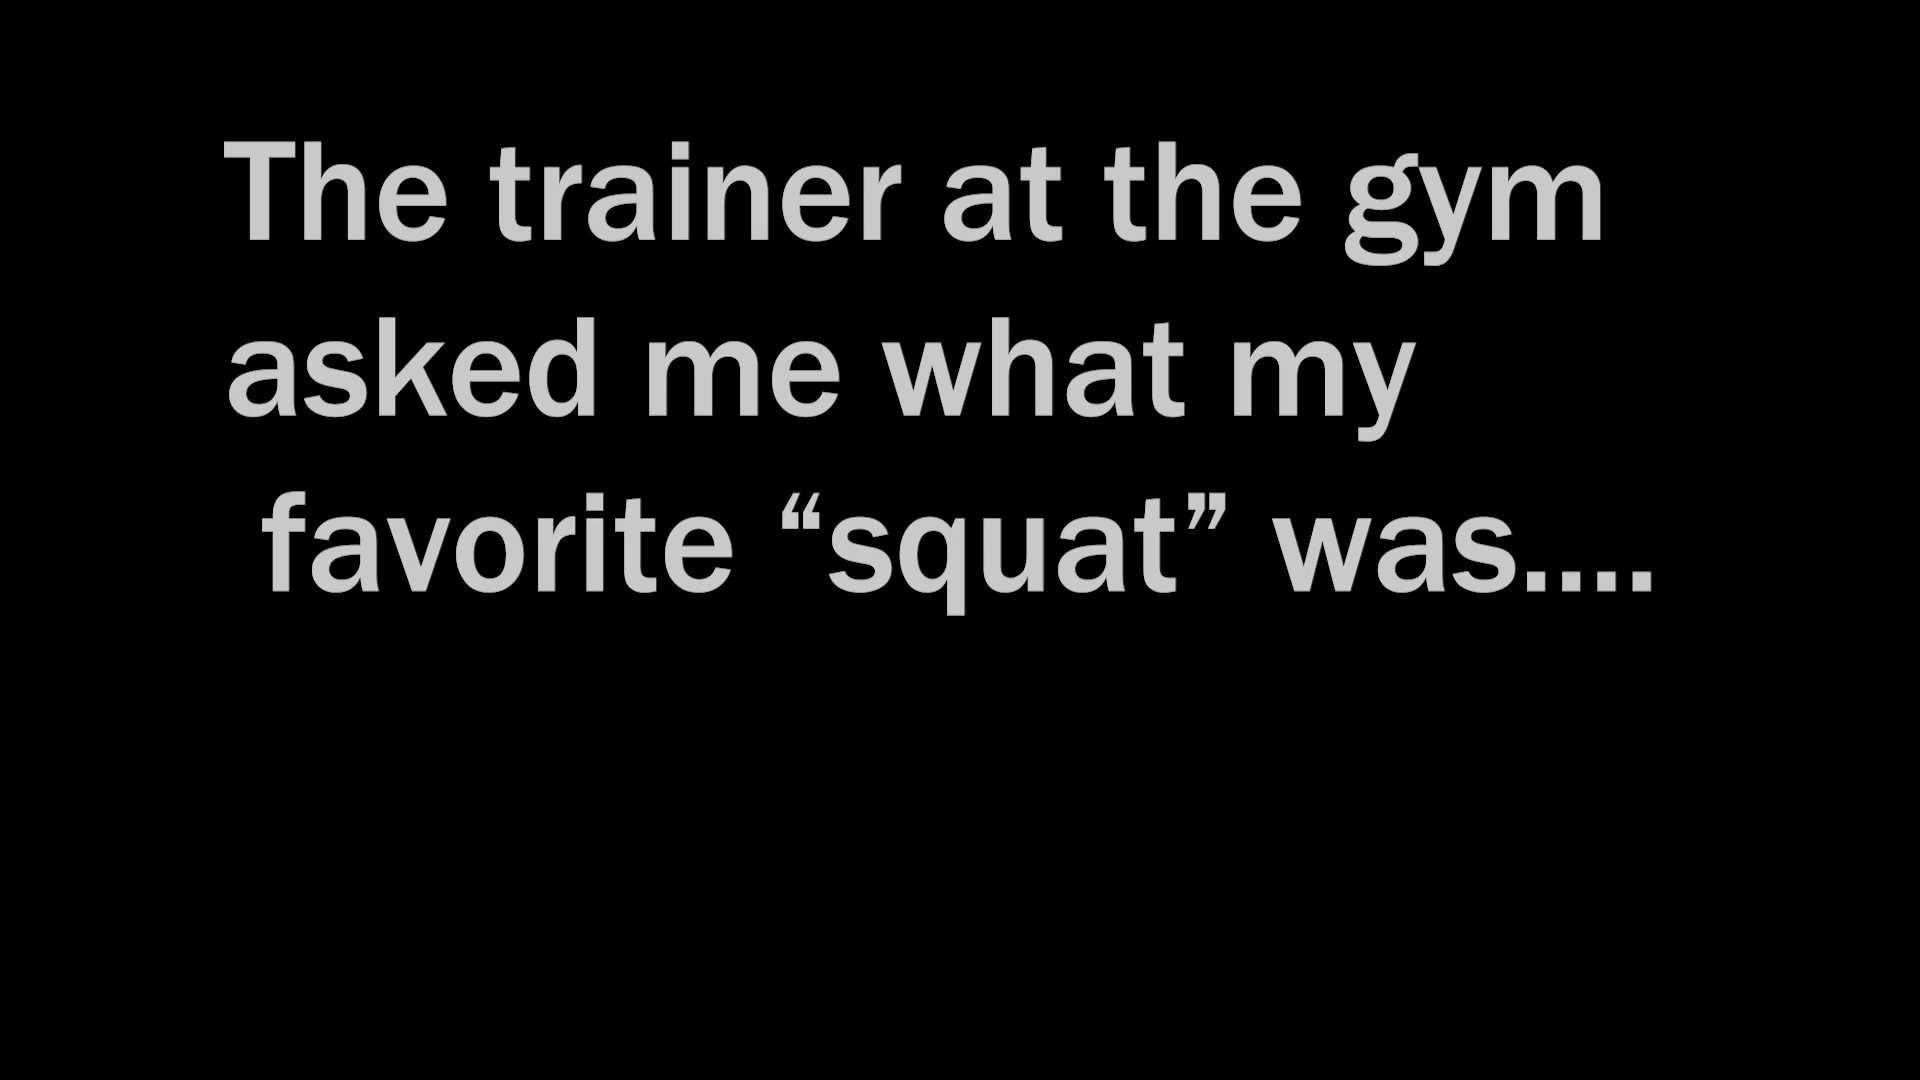 The trainer at the gym
asked me what my
favorite “squat” was....